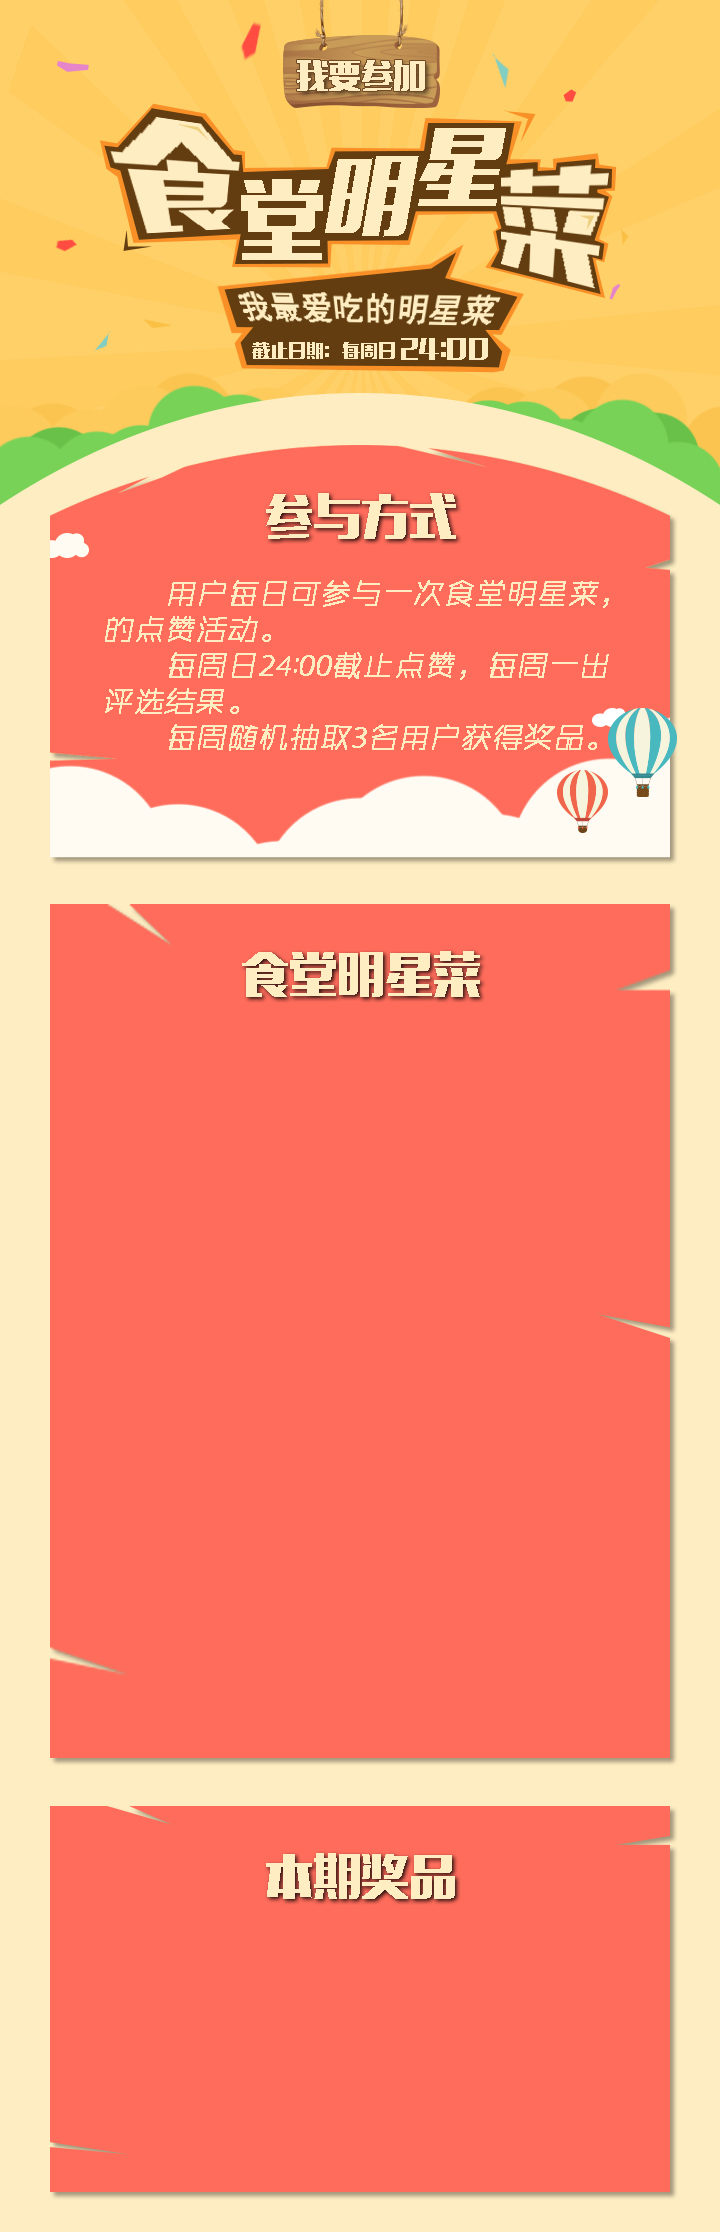 我要参加
食堂明星菜
我最爱吃的明星菜
截止日期：每周日24:00
参与方式
用户每日可参与一次食堂明星菜，
的点赞活动。
每周日24:00截止点赞，每周一出
评选结果。
每周随机抽取3名用户获得奖品。
食堂明星菜
本期奖品